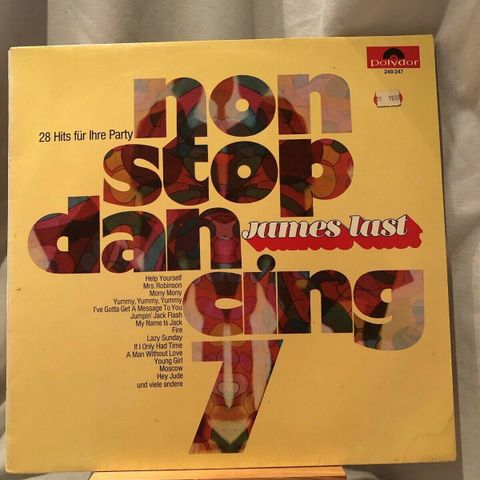 Polydor
249 247
non
28 Hits für Ihre Party
stop
dan
james last
Help Yourself
Mrs. Robinson
Mony Mony
Yummy, Yummy, Yummy
I've Gotta Get A Message To You
Jumpin' Jack Flash
My Name Is Jack
Fire
Lazy Sunday
If I Only Had Time
A Man Without Love
Young Girl
Moscow
Hey Jude
und viele andere
cing
7